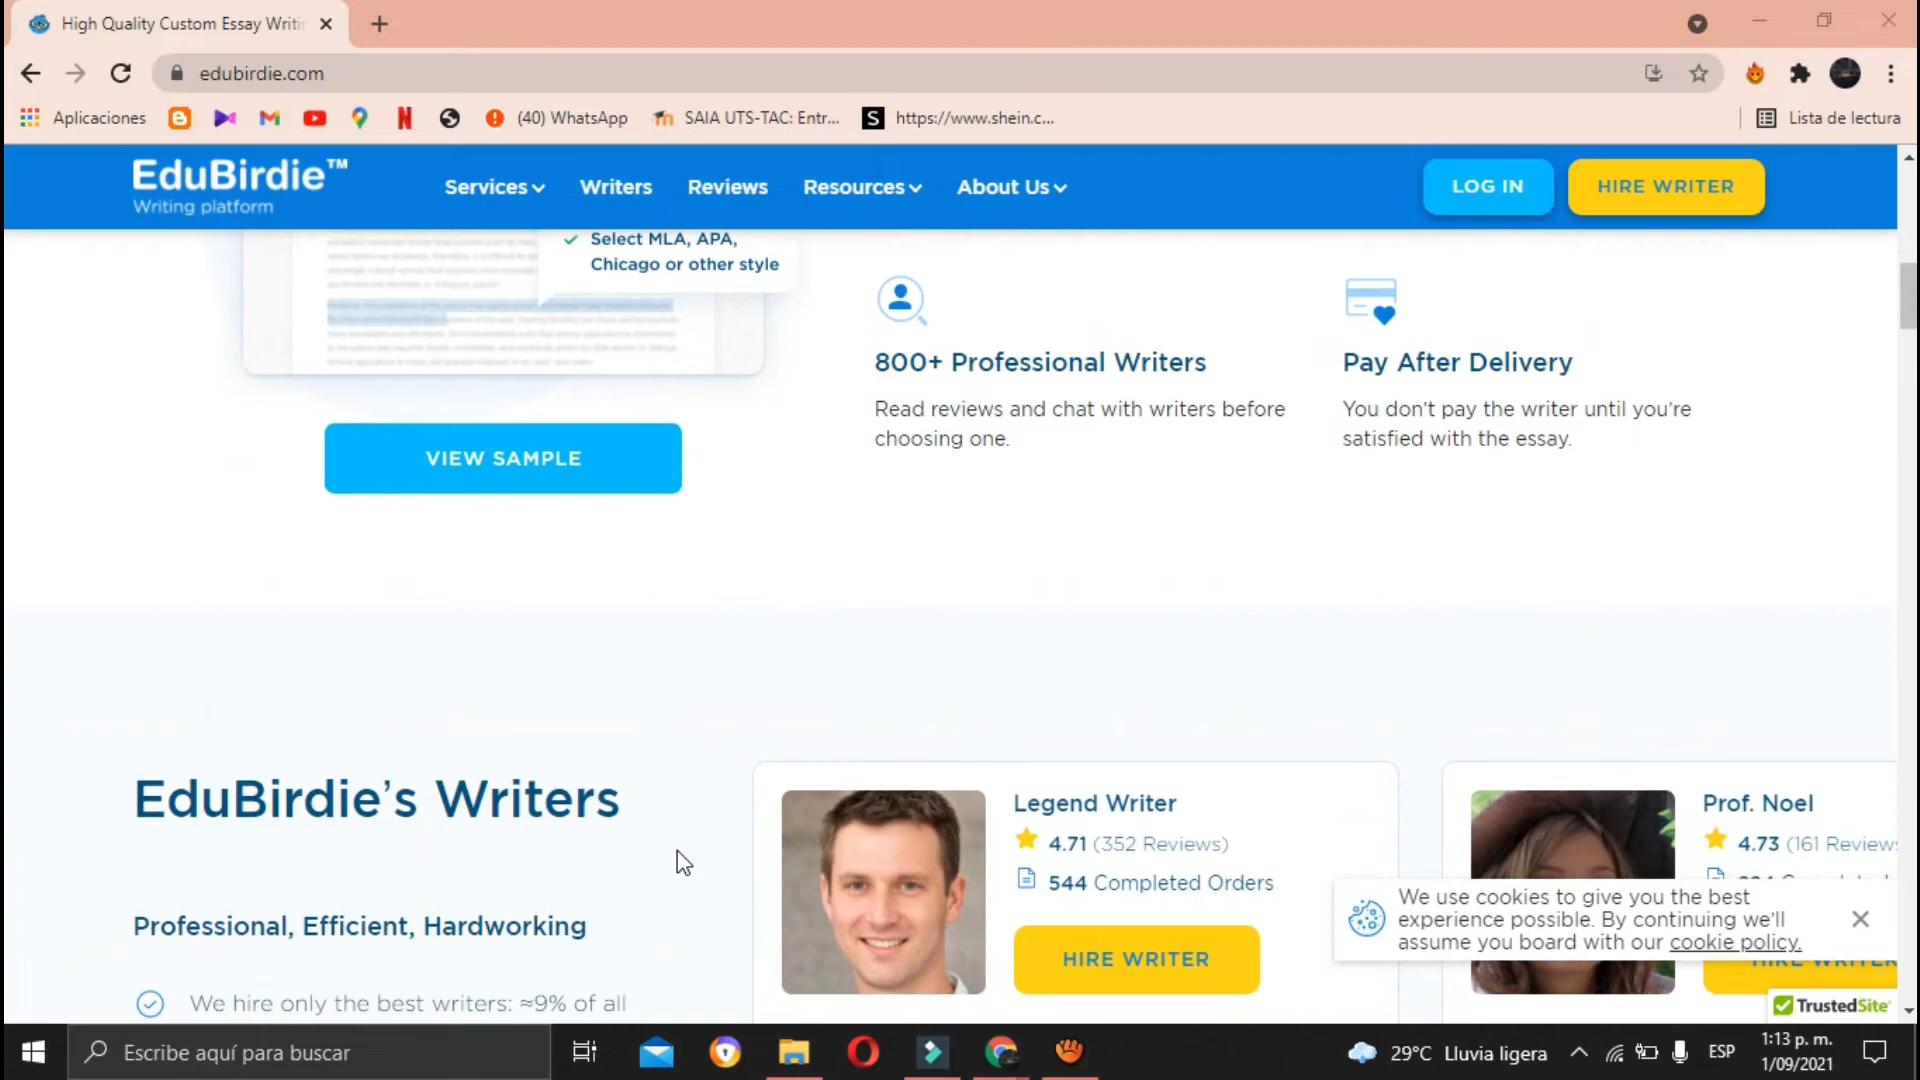 High Quality Custom Essay Writi
edubirdie.com
Aplicaciones
(40) WhatsApp
SAIA UTS-TAC: Entr...
S
https://www.shein.c...
Lista de lectura
EduBirdie™
Writing platform
Services
Writers
Reviews
Resources
About Us
LOG IN
HIRE WRITER
Select MLA, APA,
Chicago or other style
VIEW SAMPLE
800+ Professional Writers
Read reviews and chat with writers before
choosing one.
Pay After Delivery
You don't pay the writer until you're
satisfied with the essay.
EduBirdie's Writers
Professional, Efficient, Hardworking
We hire only the best writers: ≈9% of all
Legend Writer
4.71 (352 Reviews)
544 Completed Orders
HIRE WRITER
Prof. Noel
4.73 (161 Reviews
HIRE WRITER
We use cookies to give you the best
experience possible. By continuing we'll
assume you board with our cookie policy.
TrustedSite
Escribe aquí para buscar
29°C Lluvia ligera
ESP
1:13 p. m.
1/09/2021